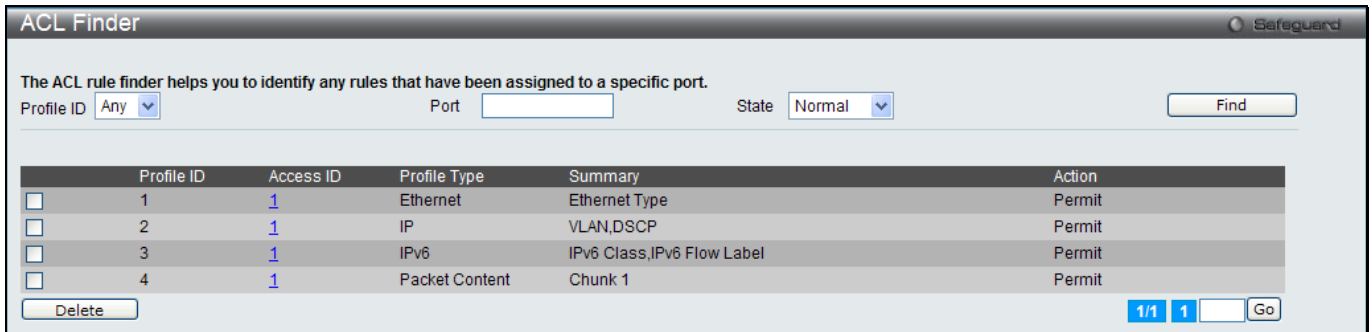 ACL Finder Safeguard
The ACL rule finder helps you to identify any rules that have been assigned to a specific port.
Profile ID Any Port State Normal Find
Profile ID Access ID Profile Type Summary Action
1 1 Ethernet Ethernet Type Permit
2 1 IP VLAN,DSCP Permit
3 1 IPv6 IPv6 Class,IPv6 Flow Label Permit
4 1 Packet Content Chunk 1 Permit
Delete 1/1 1 Go